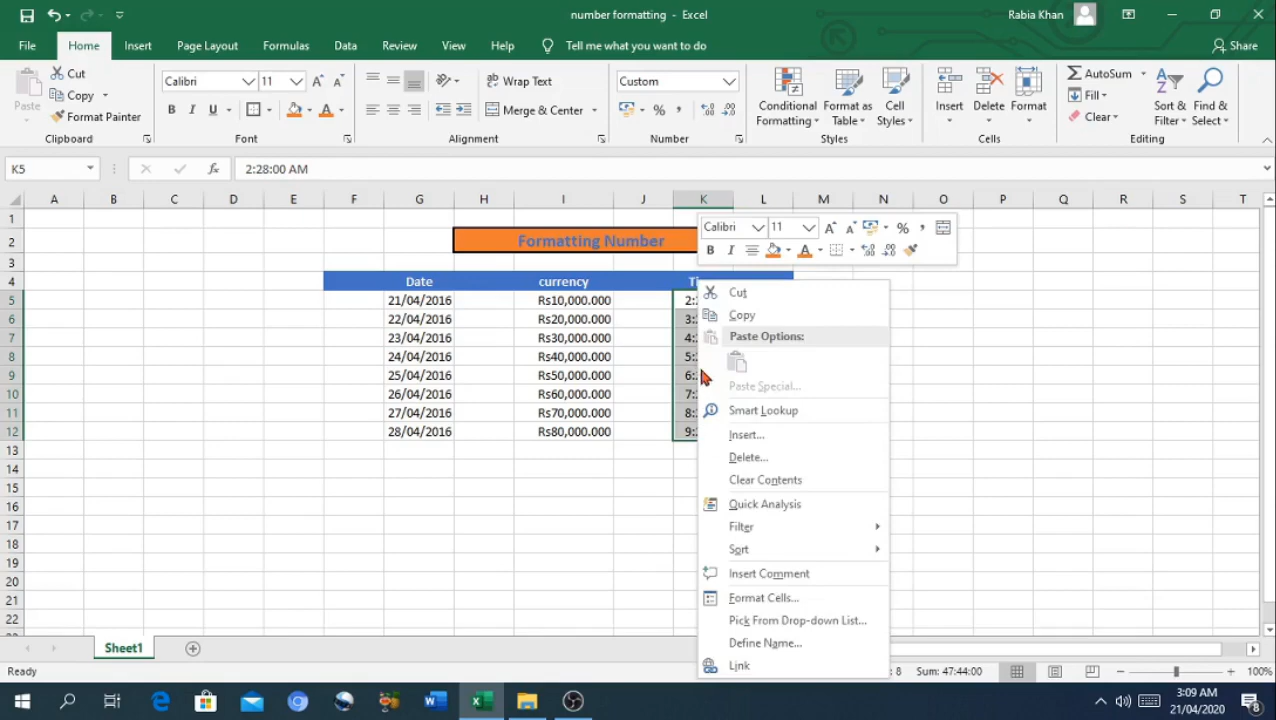 number formatting - Excel
Rabia Khan
File Home Insert Page Layout Formulas Data Review View Help Tell me what you want to do Share
Paste
Cut
Copy
Format Painter
Clipboard
Calibri 11
B I U
Font
Wrap Text
Merge & Center
Alignment
Custom
%
Number
Conditional Formatting
Format as Table
Cell Styles
Styles
Insert
Delete
Format
Cells
AutoSum
Fill
Clear
Sort & Filter
Find & Select
Editing
K5 fx 2:28:00 AM
A B C D E F G H I J K L M N O P Q R S T
1
2 Formatting Number
3
4 Date currency
5 21/04/2016 Rs10,000.000
6 22/04/2016 Rs20,000.000
7 23/04/2016 Rs30,000.000
8 24/04/2016 Rs40,000.000
9 25/04/2016 Rs50,000.000
10 26/04/2016 Rs60,000.000
11 27/04/2016 Rs70,000.000
12 28/04/2016 Rs80,000.000
13
14
15
16
17
18
19
20
21
22
Calibri 11 %
B I
Cut
Copy
Paste Options:
Paste Special...
Smart Lookup
Insert...
Delete...
Clear Contents
Quick Analysis
Filter
Sort
Insert Comment
Format Cells...
Pick From Drop-down List...
Define Name...
Link
Sheet1
Ready 8 Sum: 47:44:00 100%
3:09 AM
21/04/2020
8